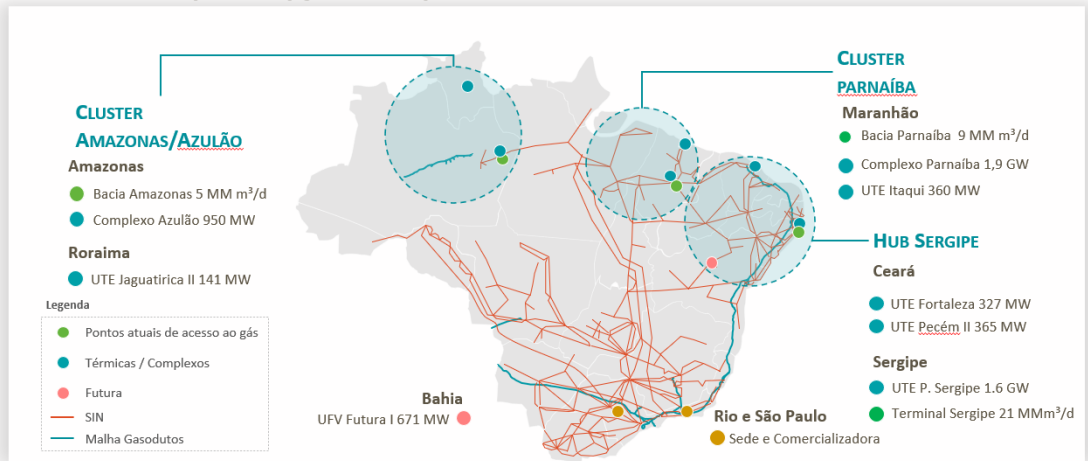 CLUSTER
AMAZONAS/AZULÃO
Amazonas
Bacia Amazonas 5 MM m³/d
Complexo Azulão 950 MW
Roraima
UTE Jaguatirica II 141 MW
Legenda
Pontos atuais de acesso ao gás
Térmicas / Complexos
Futura
SIN
Malha Gasodutos
Bahia
UFV Futura I 671 MW
Rio e São Paulo
Sede e Comercializadora
CLUSTER
PARNAÍBA
Maranhão
Bacia Parnaíba 9 MM m³/d
Complexo Parnaíba 1,9 GW
UTE Itaqui 360 MW
HUB SERGIPE
Ceará
UTE Fortaleza 327 MW
UTE Pecém II 365 MW
Sergipe
UTE P. Sergipe 1.6 GW
Terminal Sergipe 21 MMm³/d